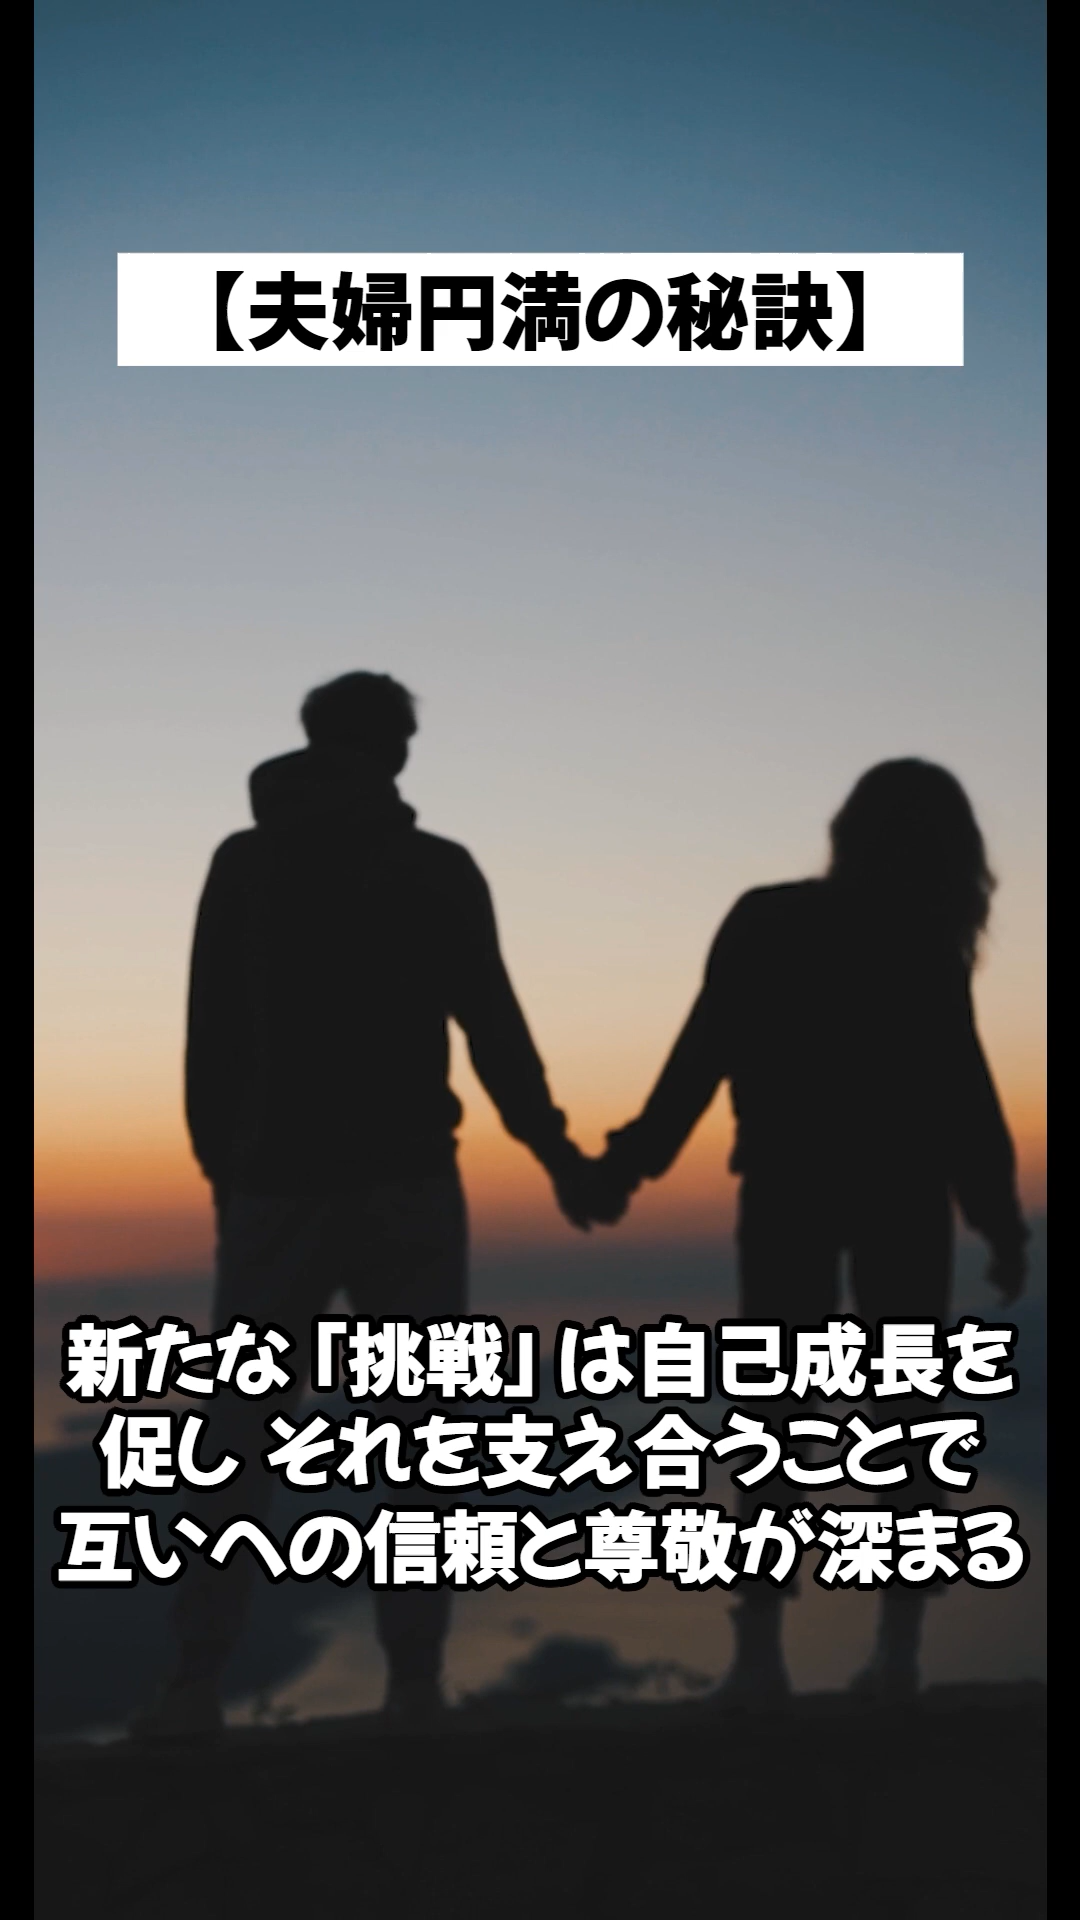 【夫婦円満の秘訣】
新たな「挑戦」は自己成長を
促し それを支え合うことで
互いへの信頼と尊敬が深まる